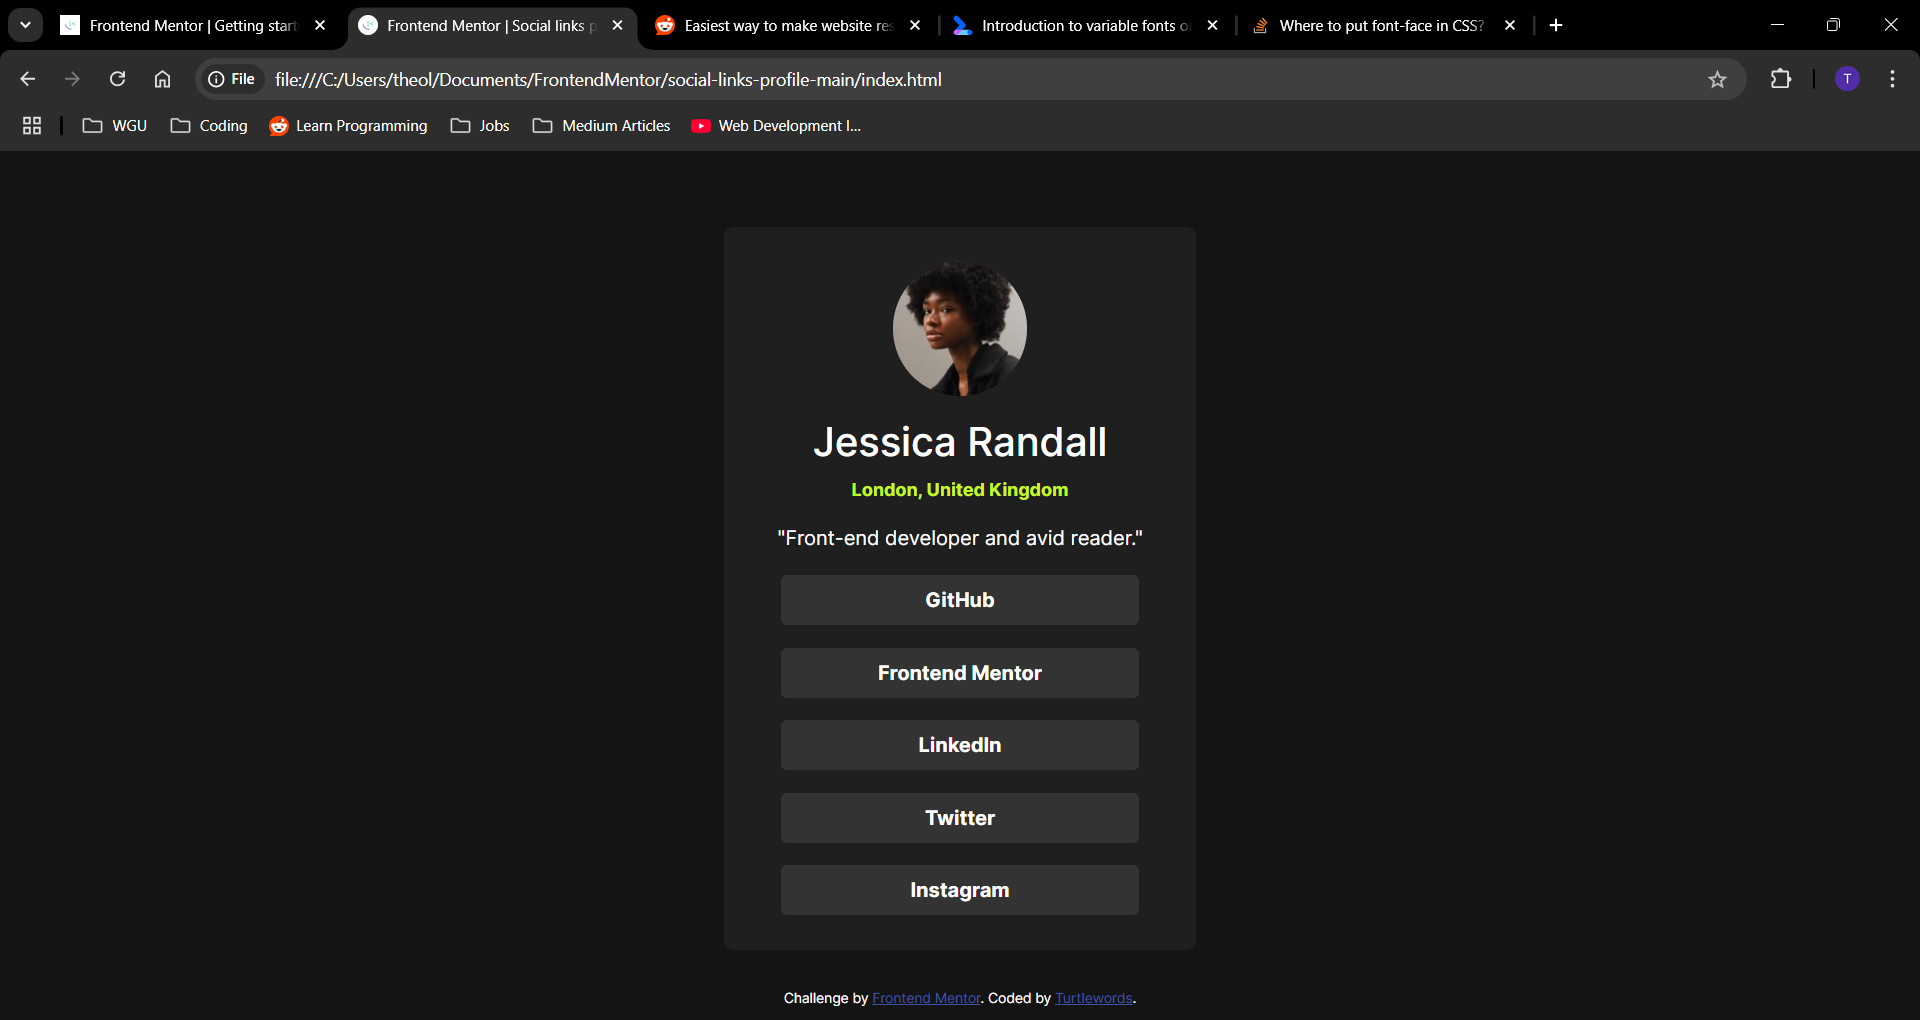 Frontend Mentor | Getting start
Frontend Mentor | Social links p
Easiest way to make website res
Introduction to variable fonts o
Where to put font-face in CSS?
File
file:///C:/Users/theol/Documents/FrontendMentor/social-links-profile-main/index.html
T
WGU
Coding
Learn Programming
Jobs
Medium Articles
Web Development I...
Jessica Randall
London, United Kingdom
"Front-end developer and avid reader."
GitHub
Frontend Mentor
LinkedIn
Twitter
Instagram
Challenge by Frontend Mentor. Coded by Turtlewords.